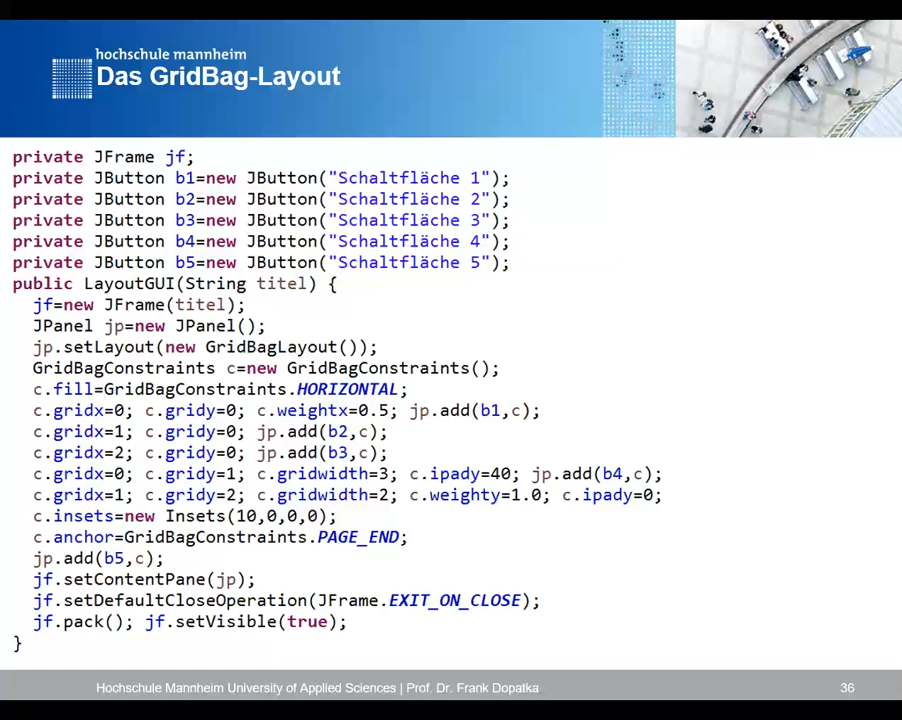 hochschule mannheim
Das GridBag-Layout
private JFrame jf;
private JButton b1=new JButton("Schaltfläche 1");
private JButton b2=new JButton("Schaltfläche 2");
private JButton b3=new JButton("Schaltfläche 3");
private JButton b4=new JButton("Schaltfläche 4");
private JButton b5=new JButton("Schaltfläche 5");
public LayoutGUI(String titel) {
jf=new JFrame(titel);
JPanel jp=new JPanel();
jp.setLayout(new GridBagLayout());
GridBagConstraints c=new GridBagConstraints();
c.fill=GridBagConstraints.HORIZONTAL;
c.gridx=0; c.gridy=0; c.weightx=0.5; jp.add(b1,c);
c.gridx=1; c.gridy=0; jp.add(b2,c);
c.gridx=2; c.gridy=0; jp.add(b3,c);
c.gridx=0; c.gridy=1; c.gridwidth=3; c.ipady=40; jp.add(b4,c);
c.gridx=1; c.gridy=2; c.gridwidth=2; c.weighty=1.0; c.ipady=0;
c.insets=new Insets(10,0,0,0);
c.anchor=GridBagConstraints.PAGE_END;
jp.add(b5,c);
jf.setContentPane(jp);
jf.setDefaultCloseOperation(JFrame.EXIT_ON_CLOSE);
jf.pack(); jf.setVisible(true);
}
Hochschule Mannheim University of Applied Sciences | Prof. Dr. Frank Dopatka
36